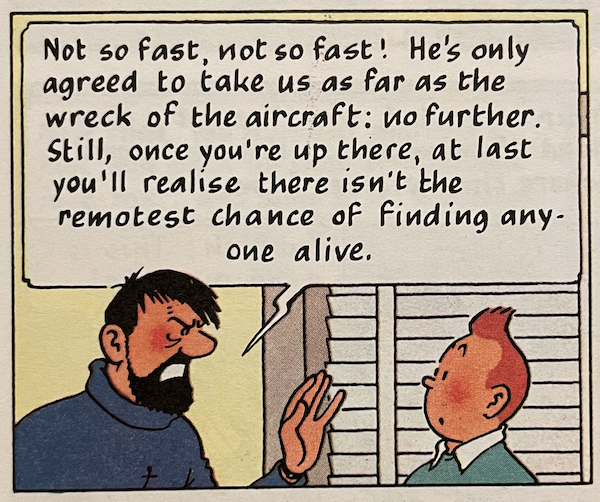 Not so fast, not so fast! He's only
agreed to take us as far as the
wreck of the aircraft: no further.
Still, once you're up there, at last
you'll realise there isn't the
remotest chance of finding any-
one alive.